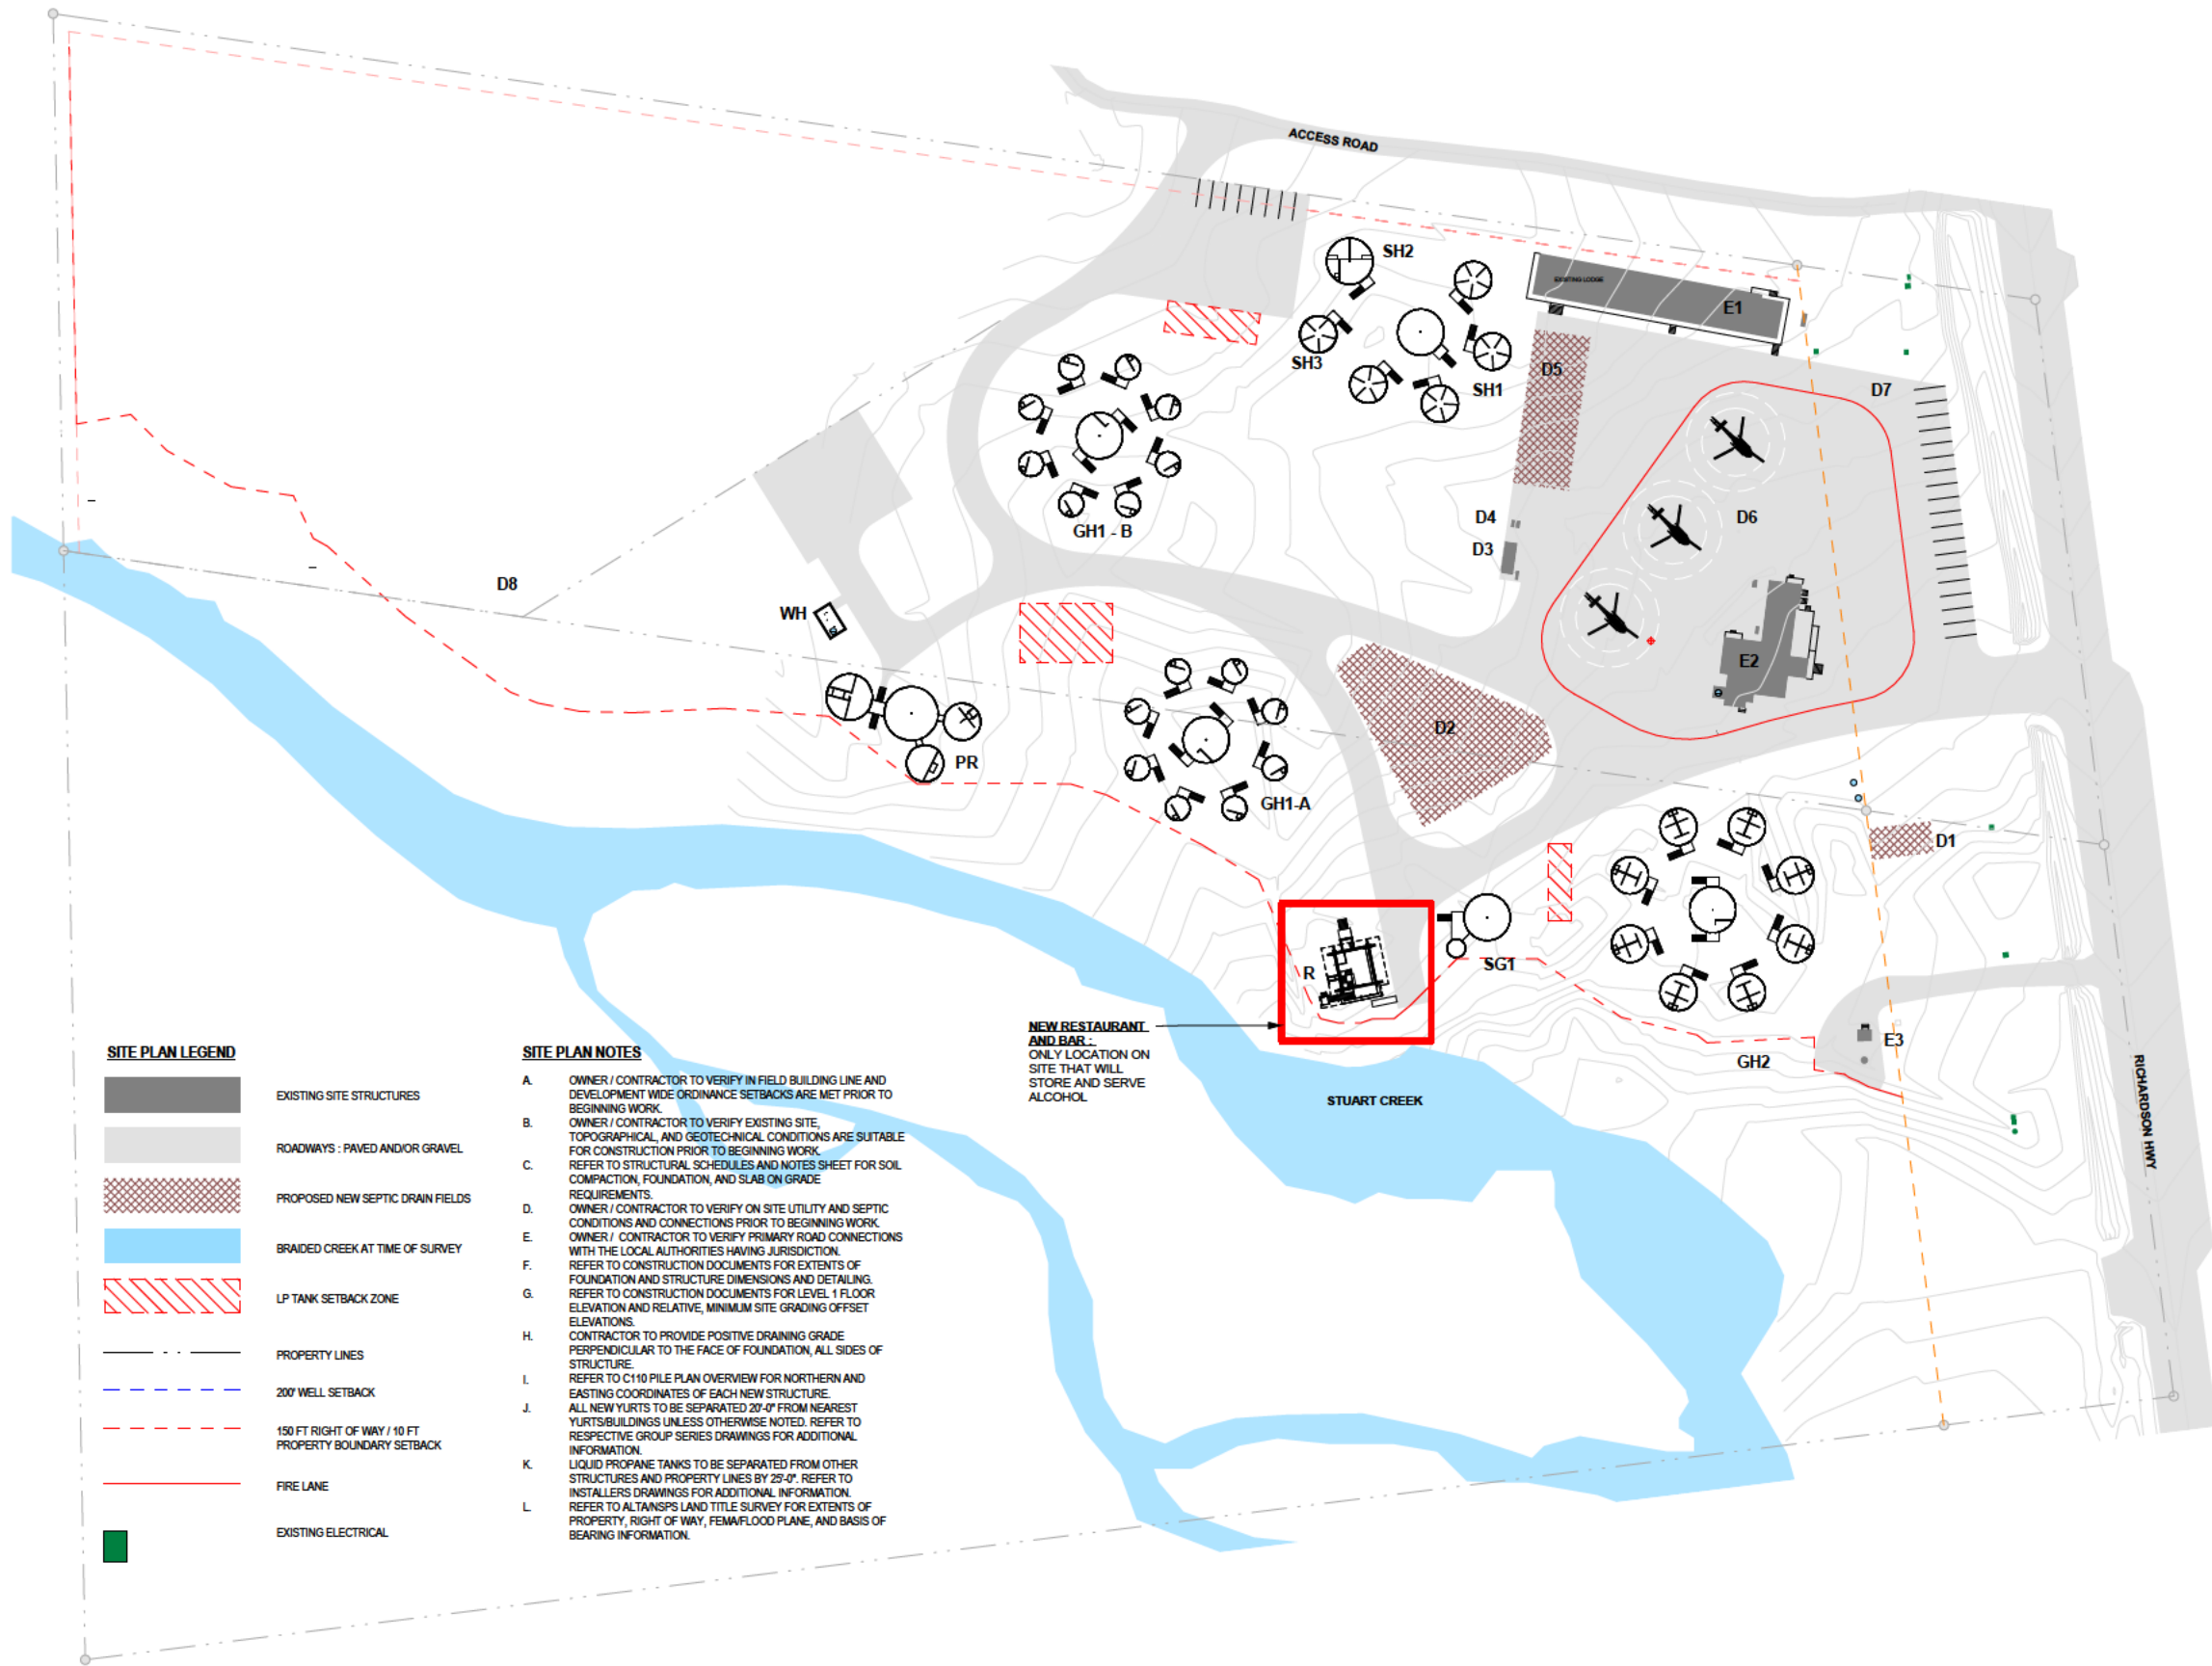 ACCESS ROAD
SH2
EXISTING LODGE
E1
SH3
D5
SH1
D7
D4
D6
GH1 - B
D3
D8
WH
E2
D2
PR
GH1-A
D1
R
SG1
NEW RESTAURANT
AND BAR :
ONLY LOCATION ON
SITE THAT WILL
STORE AND SERVE
ALCOHOL
STUART CREEK
GH2
E3
RICHARDSON HWY
SITE PLAN LEGEND
EXISTING SITE STRUCTURES
ROADWAYS : PAVED AND/OR GRAVEL
PROPOSED NEW SEPTIC DRAIN FIELDS
BRAIDED CREEK AT TIME OF SURVEY
LP TANK SETBACK ZONE
PROPERTY LINES
200' WELL SETBACK
150 FT RIGHT OF WAY / 10 FT
PROPERTY BOUNDARY SETBACK
FIRE LANE
EXISTING ELECTRICAL
SITE PLAN NOTES
A. OWNER / CONTRACTOR TO VERIFY IN FIELD BUILDING LINE AND
DEVELOPMENT WIDE ORDINANCE SETBACKS ARE MET PRIOR TO
BEGINNING WORK.
B. OWNER / CONTRACTOR TO VERIFY EXISTING SITE,
TOPOGRAPHICAL, AND GEOTECHNICAL CONDITIONS ARE SUITABLE
FOR CONSTRUCTION PRIOR TO BEGINNING WORK.
C. REFER TO STRUCTURAL SCHEDULES AND NOTES SHEET FOR SOIL
COMPACTION, FOUNDATION, AND SLAB ON GRADE
REQUIREMENTS.
D. OWNER / CONTRACTOR TO VERIFY ON SITE UTILITY AND SEPTIC
CONDITIONS AND CONNECTIONS PRIOR TO BEGINNING WORK.
E. OWNER / CONTRACTOR TO VERIFY PRIMARY ROAD CONNECTIONS
WITH THE LOCAL AUTHORITIES HAVING JURISDICTION.
F. REFER TO CONSTRUCTION DOCUMENTS FOR EXTENTS OF
FOUNDATION AND STRUCTURE DIMENSIONS AND DETAILING.
G. REFER TO CONSTRUCTION DOCUMENTS FOR LEVEL 1 FLOOR
ELEVATION AND RELATIVE, MINIMUM SITE GRADING OFFSET
ELEVATIONS.
H. CONTRACTOR TO PROVIDE POSITIVE DRAINING GRADE
PERPENDICULAR TO THE FACE OF FOUNDATION, ALL SIDES OF
STRUCTURE.
I. REFER TO C110 PILE PLAN OVERVIEW FOR NORTHERN AND
EASTING COORDINATES OF EACH NEW STRUCTURE.
J. ALL NEW YURTS TO BE SEPARATED 20'-0" FROM NEAREST
YURTS/BUILDINGS UNLESS OTHERWISE NOTED. REFER TO
RESPECTIVE GROUP SERIES DRAWINGS FOR ADDITIONAL
INFORMATION.
K. LIQUID PROPANE TANKS TO BE SEPARATED FROM OTHER
STRUCTURES AND PROPERTY LINES BY 25'-0". REFER TO
INSTALLERS DRAWINGS FOR ADDITIONAL INFORMATION.
L. REFER TO ALTA/NSPS LAND TITLE SURVEY FOR EXTENTS OF
PROPERTY, RIGHT OF WAY, FEMA/FLOOD PLANE, AND BASIS OF
BEARING INFORMATION.